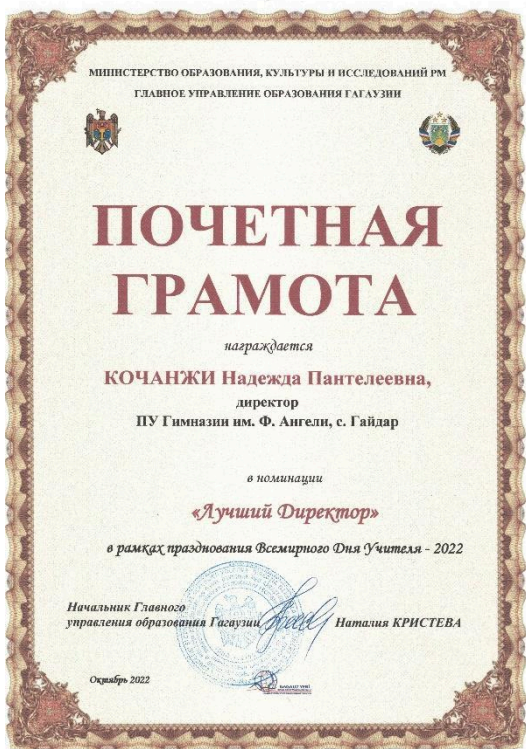 МИНИСТЕРСТВО ОБРАЗОВАНИЯ, КУЛЬТУРЫ И ИССЛЕДОВАНИЙ РМ
ГЛАВНОЕ УПРАВЛЕНИЕ ОБРАЗОВАНИЯ ГАГАУЗИИ
ПОЧЕТНАЯ
ГРАМОТА
награждается
КОЧАНЖИ Надежда Пантелеевна,
директор
ПУ Гимназии им. Ф. Ангели, с. Гайдар
в номинации
«Лучший Директор»
в рамках празднования Всемирного Дня Учителя - 2022
Начальник Главного
управления образования Гагаузии Наталия КРИСТЕВА
Октябрь 2022